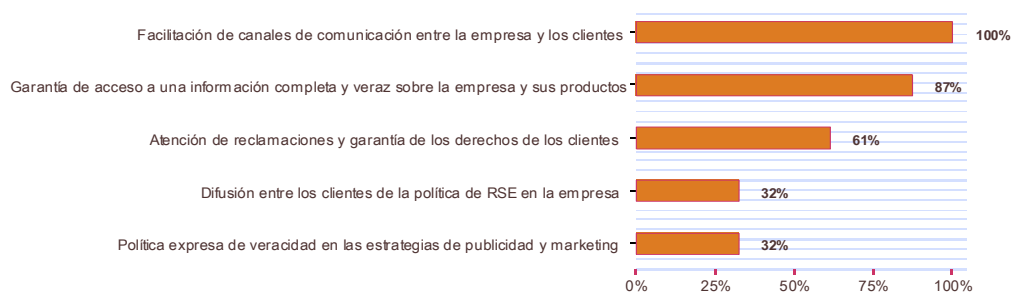 Facilitación de canales de comunicación entre la empresa y los clientes 100%
Garantía de acceso a una información completa y veraz sobre la empresa y sus productos 87%
Atención de reclamaciones y garantía de los derechos de los clientes 61%
Difusión entre los clientes de la política de RSE en la empresa 32%
Política expresa de veracidad en las estrategias de publicidad y marketing 32%
0% 25% 50% 75% 100%